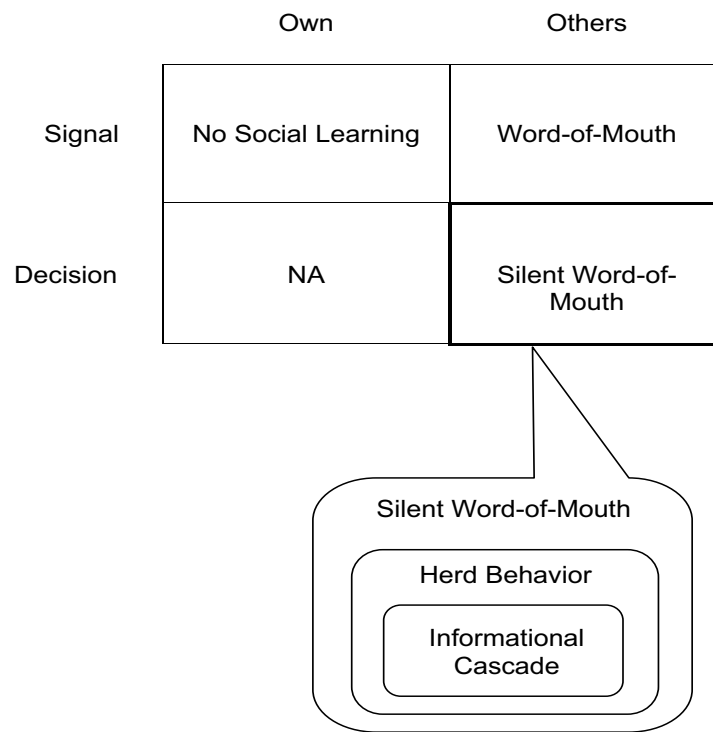 Own Others
Signal No Social Learning Word-of-Mouth
Decision NA Silent Word-of-
Mouth
Silent Word-of-Mouth
Herd Behavior
Informational
Cascade